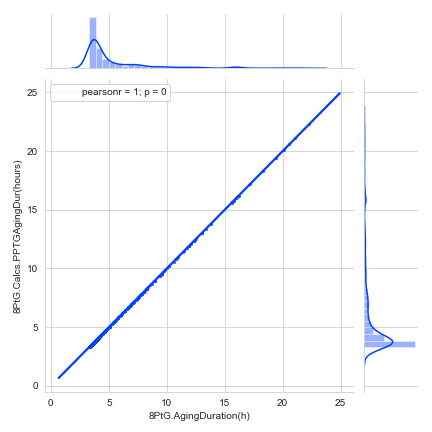 pearsonr = 1; p = 0
25
20
15
10
5
0
8PtG.Calcs.PPTGAgingDur(hours)
0 5 10 15 20 25
8PtG.AgingDuration(h)